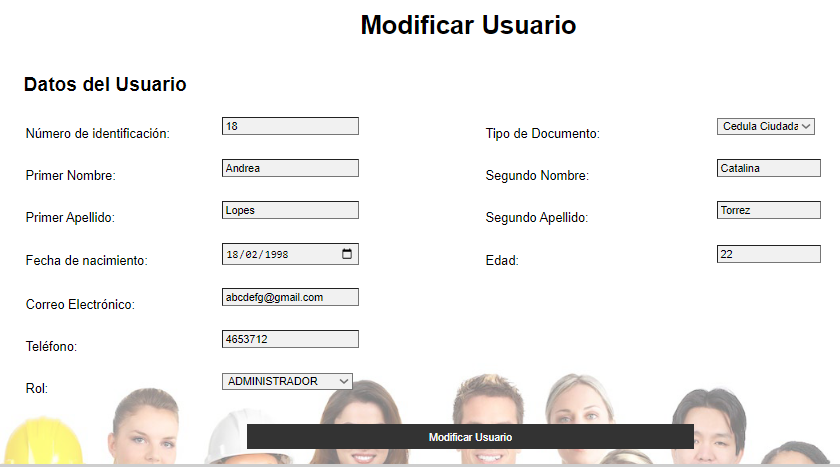 Modificar Usuario
Datos del Usuario
Número de identificación: 18 Tipo de Documento: Cedula Ciudada
Primer Nombre: Andrea Segundo Nombre: Catalina
Primer Apellido: Lopes Segundo Apellido: Torrez
Fecha de nacimiento: 18/02/1998 Edad: 22
Correo Electrónico: abcdefg@gmail.com
Teléfono: 4653712
Rol: ADMINISTRADOR
Modificar Usuario